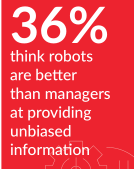 36%
think robots
are better
than managers
at providing
unbiased
information